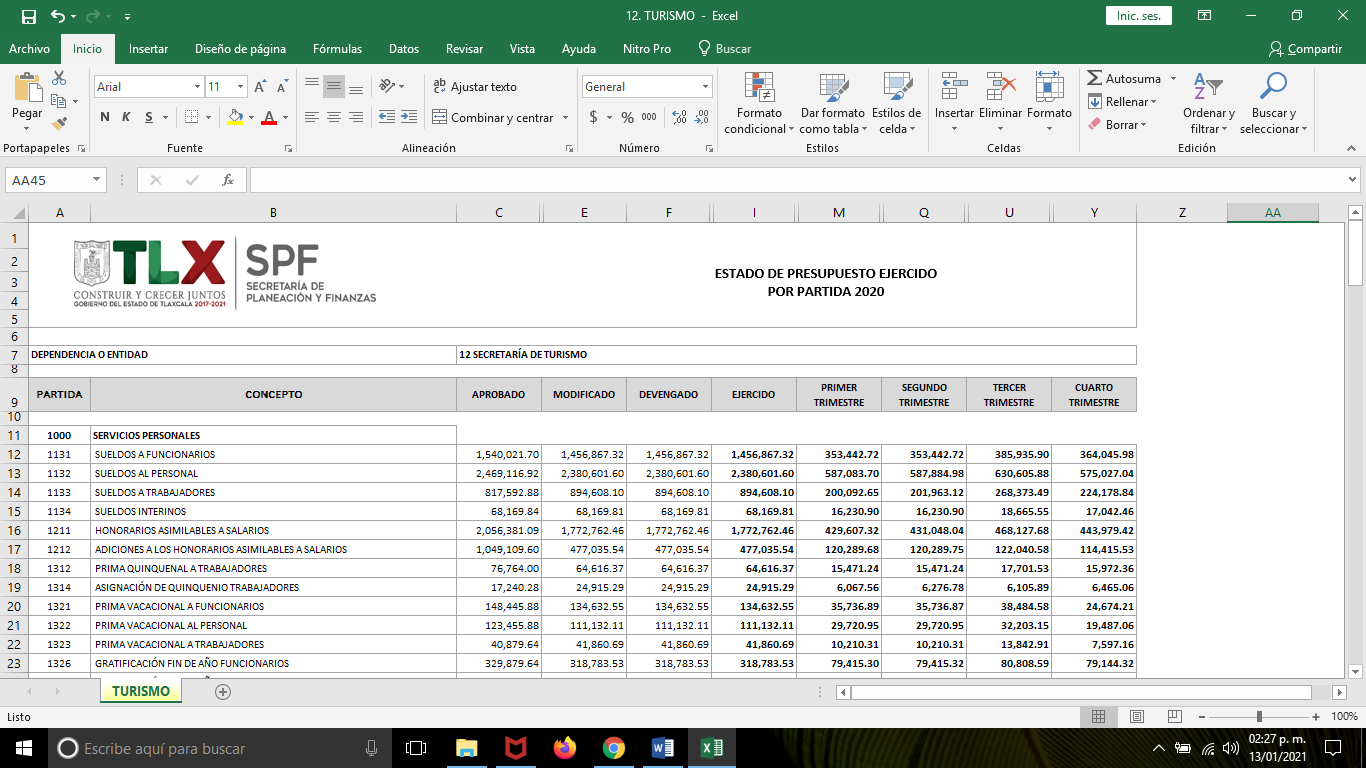 12. TURISMO - Excel
Inic. ses.
Archivo Inicio Insertar Diseño de página Fórmulas Datos Revisar Vista Ayuda Nitro Pro Buscar Compartir
Pegar
Portapapeles
Arial 11
N K S
Fuente
Ajustar texto
Combinar y centrar
Alineación
General
$ % 000
Número
Formato condicional
Dar formato como tabla
Estilos de celda
Estilos
Insertar Eliminar Formato
Celdas
Autosuma
Rellenar
Borrar
Ordenar y filtrar
Buscar y seleccionar
Edición
AA45
fx
A B C E F I M Q U Y Z AA
1
2
3
4
5
TLX
CONSTRUIR Y CRECER JUNTOS
GOBIERNO DEL ESTADO DE TLAXCALA 2017-2021
SPF
SECRETARÍA DE
PLANEACIÓN Y FINANZAS
ESTADO DE PRESUPUESTO EJERCIDO
POR PARTIDA 2020
6
7 DEPENDENCIA O ENTIDAD 12 SECRETARÍA DE TURISMO
8
9 PARTIDA CONCEPTO APROBADO MODIFICADO DEVENGADO EJERCIDO PRIMER TRIMESTRE SEGUNDO TRIMESTRE TERCER TRIMESTRE CUARTO TRIMESTRE
10
11 1000 SERVICIOS PERSONALES
12 1131 SUELDOS A FUNCIONARIOS 1,540,021.70 1,456,867.32 1,456,867.32 1,456,867.32 353,442.72 353,442.72 385,935.90 364,045.98
13 1132 SUELDOS AL PERSONAL 2,469,116.92 2,380,601.60 2,380,601.60 2,380,601.60 587,083.70 587,884.98 630,605.88 575,027.04
14 1133 SUELDOS A TRABAJADORES 817,592.88 894,608.10 894,608.10 894,608.10 200,092.65 201,963.12 268,373.49 224,178.84
15 1134 SUELDOS INTERINOS 68,169.84 68,169.81 68,169.81 68,169.81 16,230.90 16,230.90 18,665.55 17,042.46
16 1211 HONORARIOS ASIMILABLES A SALARIOS 2,056,381.09 1,772,762.46 1,772,762.46 1,772,762.46 429,607.32 431,048.04 468,127.68 443,979.42
17 1212 ADICIONES A LOS HONORARIOS ASIMILABLES A SALARIOS 1,049,109.60 477,035.54 477,035.54 477,035.54 120,289.68 120,289.75 122,040.58 114,415.53
18 1312 PRIMA QUINQUENAL A TRABAJADORES 76,764.00 64,616.37 64,616.37 64,616.37 15,471.24 15,471.24 17,701.53 15,972.36
19 1314 ASIGNACIÓN DE QUINQUENIO TRABAJADORES 17,240.28 24,915.29 24,915.29 24,915.29 6,067.56 6,276.78 6,105.89 6,465.06
20 1321 PRIMA VACACIONAL A FUNCIONARIOS 148,445.88 134,632.55 134,632.55 134,632.55 35,736.89 35,736.87 38,484.58 24,674.21
21 1322 PRIMA VACACIONAL AL PERSONAL 123,455.88 111,132.11 111,132.11 111,132.11 29,720.95 29,720.95 32,203.15 19,487.06
22 1323 PRIMA VACACIONAL A TRABAJADORES 40,879.64 41,860.69 41,860.69 41,860.69 10,210.31 10,210.31 13,842.91 7,597.16
23 1326 GRATIFICACIÓN FIN DE AÑO FUNCIONARIOS 329,879.64 318,783.53 318,783.53 318,783.53 79,415.30 79,415.32 80,808.59 79,144.32
TURISMO
Listo
100%
Escribe aquí para buscar
02:27 p. m.
13/01/2021